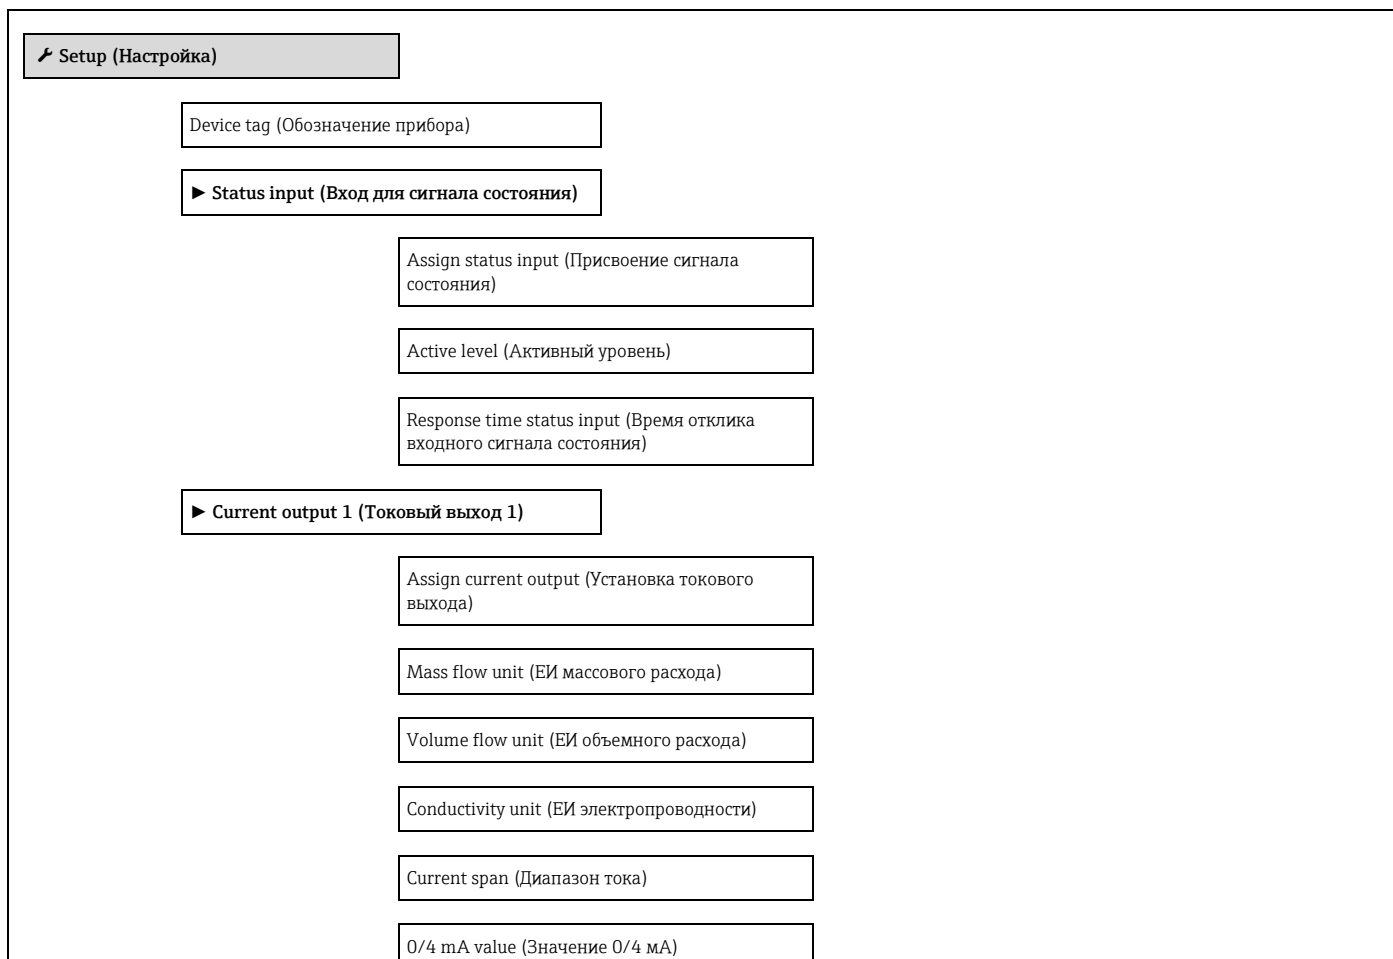 Setup (Настройка)
Device tag (Обозначение прибора)
► Status input (Вход для сигнала состояния)
Assign status input (Присвоение сигнала
состояния)
Active level (Активный уровень)
Response time status input (Время отклика
входного сигнала состояния)
► Current output 1 (Токовый выход 1)
Assign current output (Установка токового
выхода)
Mass flow unit (ЕИ массового расхода)
Volume flow unit (ЕИ объемного расхода)
Conductivity unit (ЕИ электропроводности)
Current span (Диапазон тока)
0/4 mA value (Значение 0/4 мА)